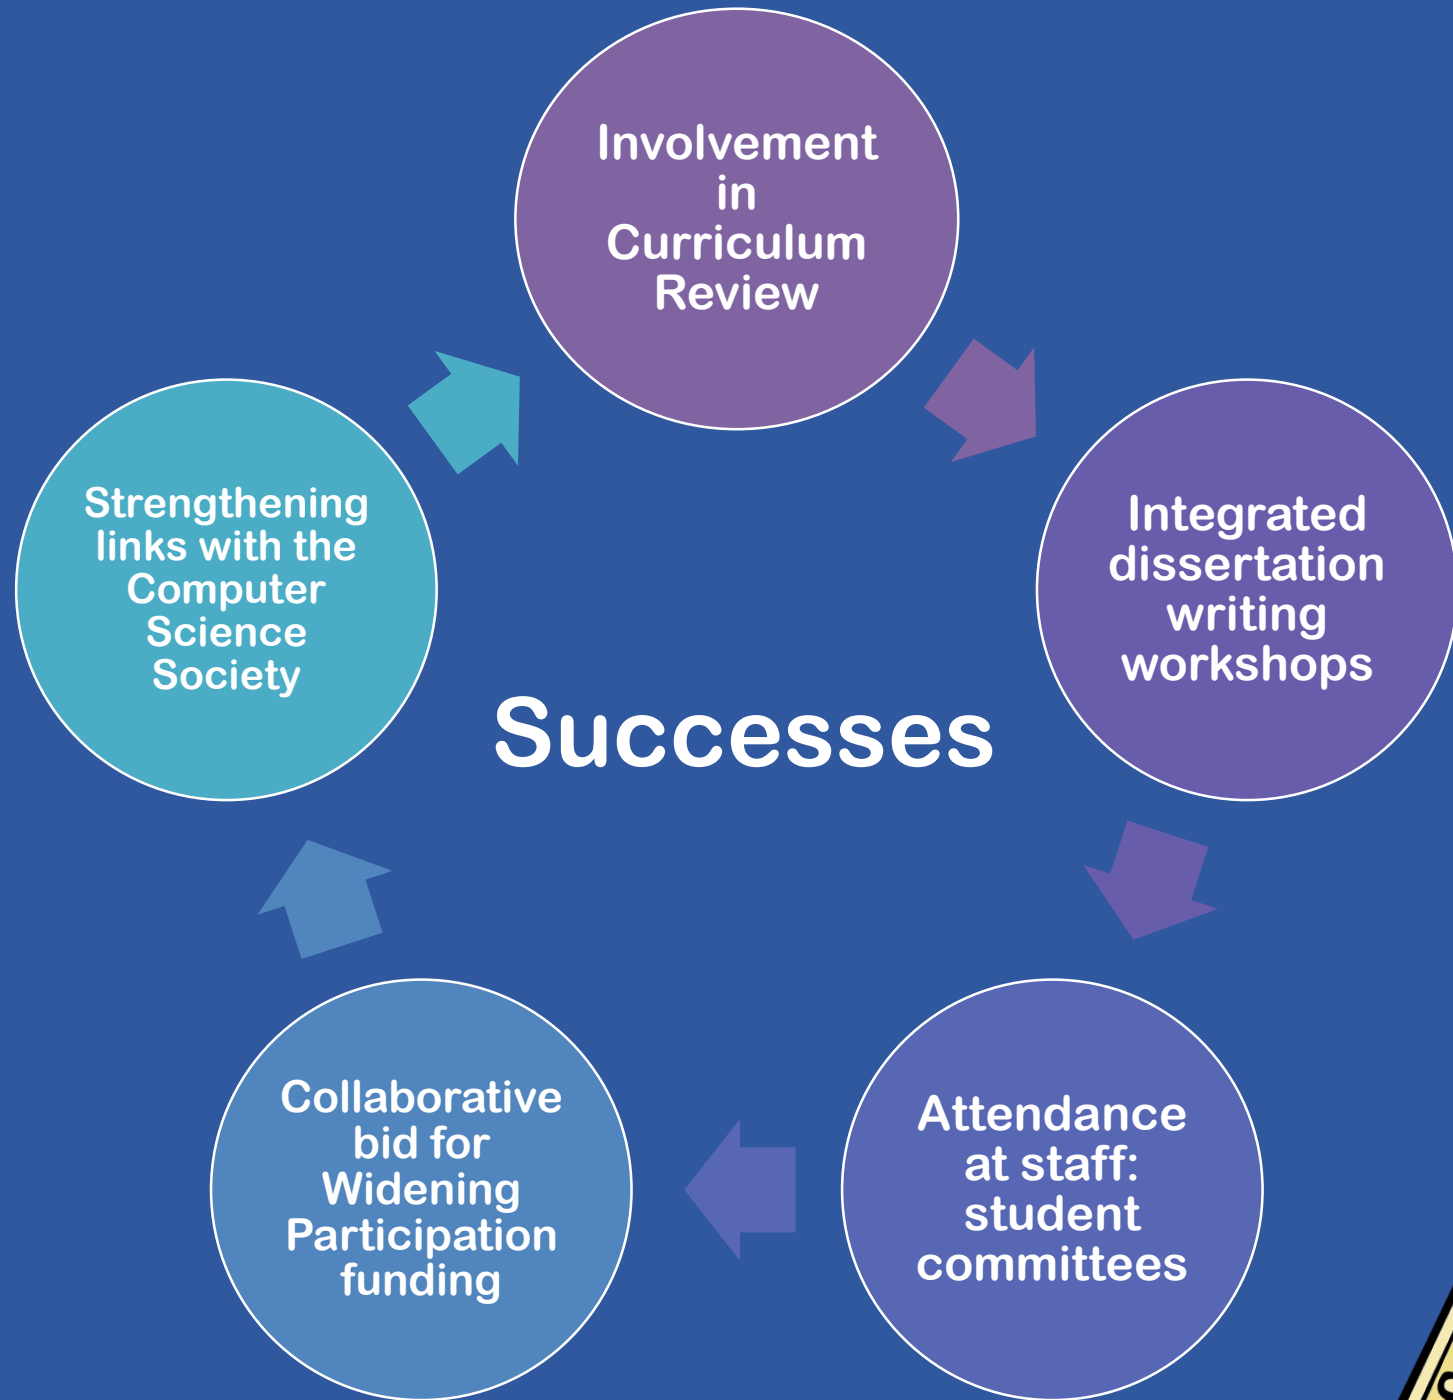 Involvement
in
Curriculum
Review
Integrated
dissertation
writing
workshops
Attendance
at staff:
student
committees
Collaborative
bid for
Widening
Participation
funding
Strengthening
links with the
Computer
Science
Society
Successes